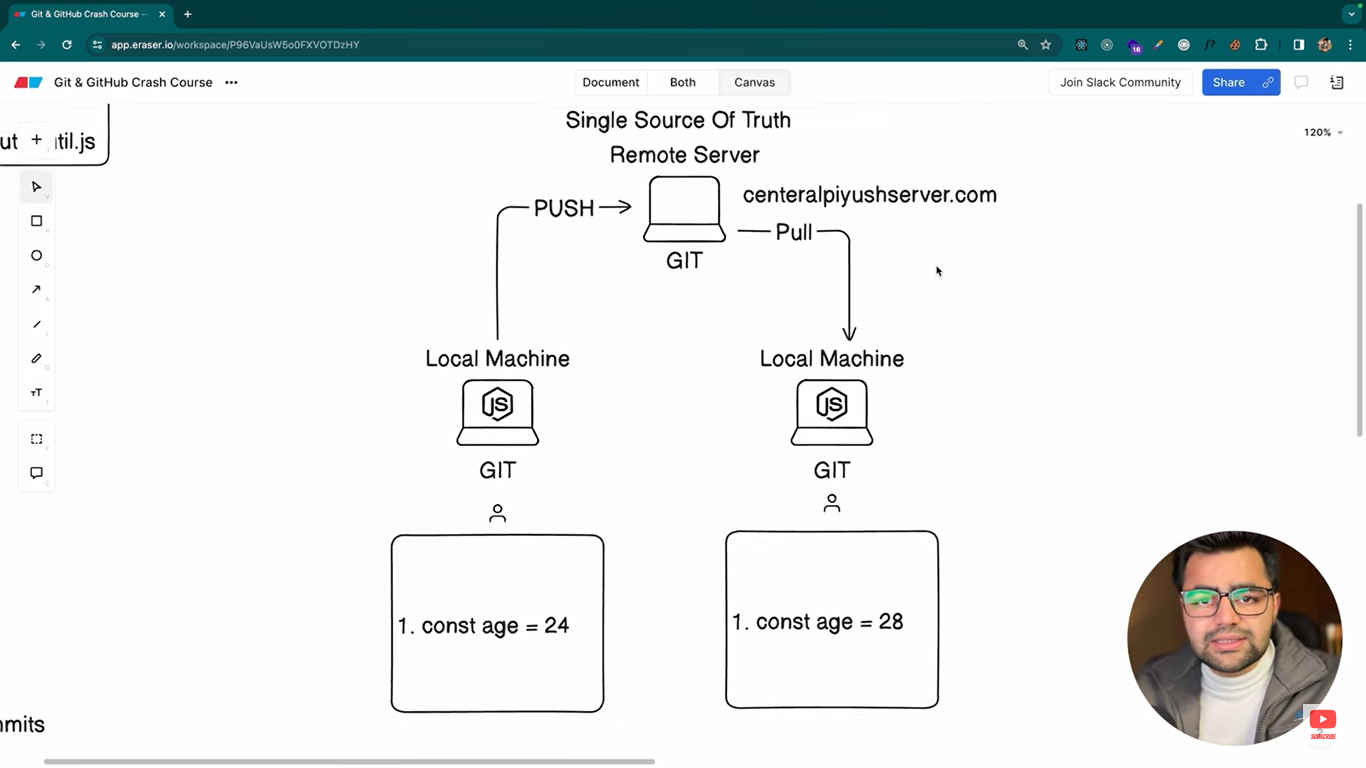 Git & GitHub Crash Course —
app.eraser.io/workspace/P96VaUsW5o0FXVOTDzHY
16
Git & GitHub Crash Course
Document Both Canvas
Join Slack Community
Share
120%
Single Source Of Truth
Remote Server
til.js
centeralpiyushserver.com
PUSH
Pull
GIT
Local Machine Local Machine
JS JS
GIT GIT
1. const age = 24
1. const age = 28
mmits
SUBSCRIBE